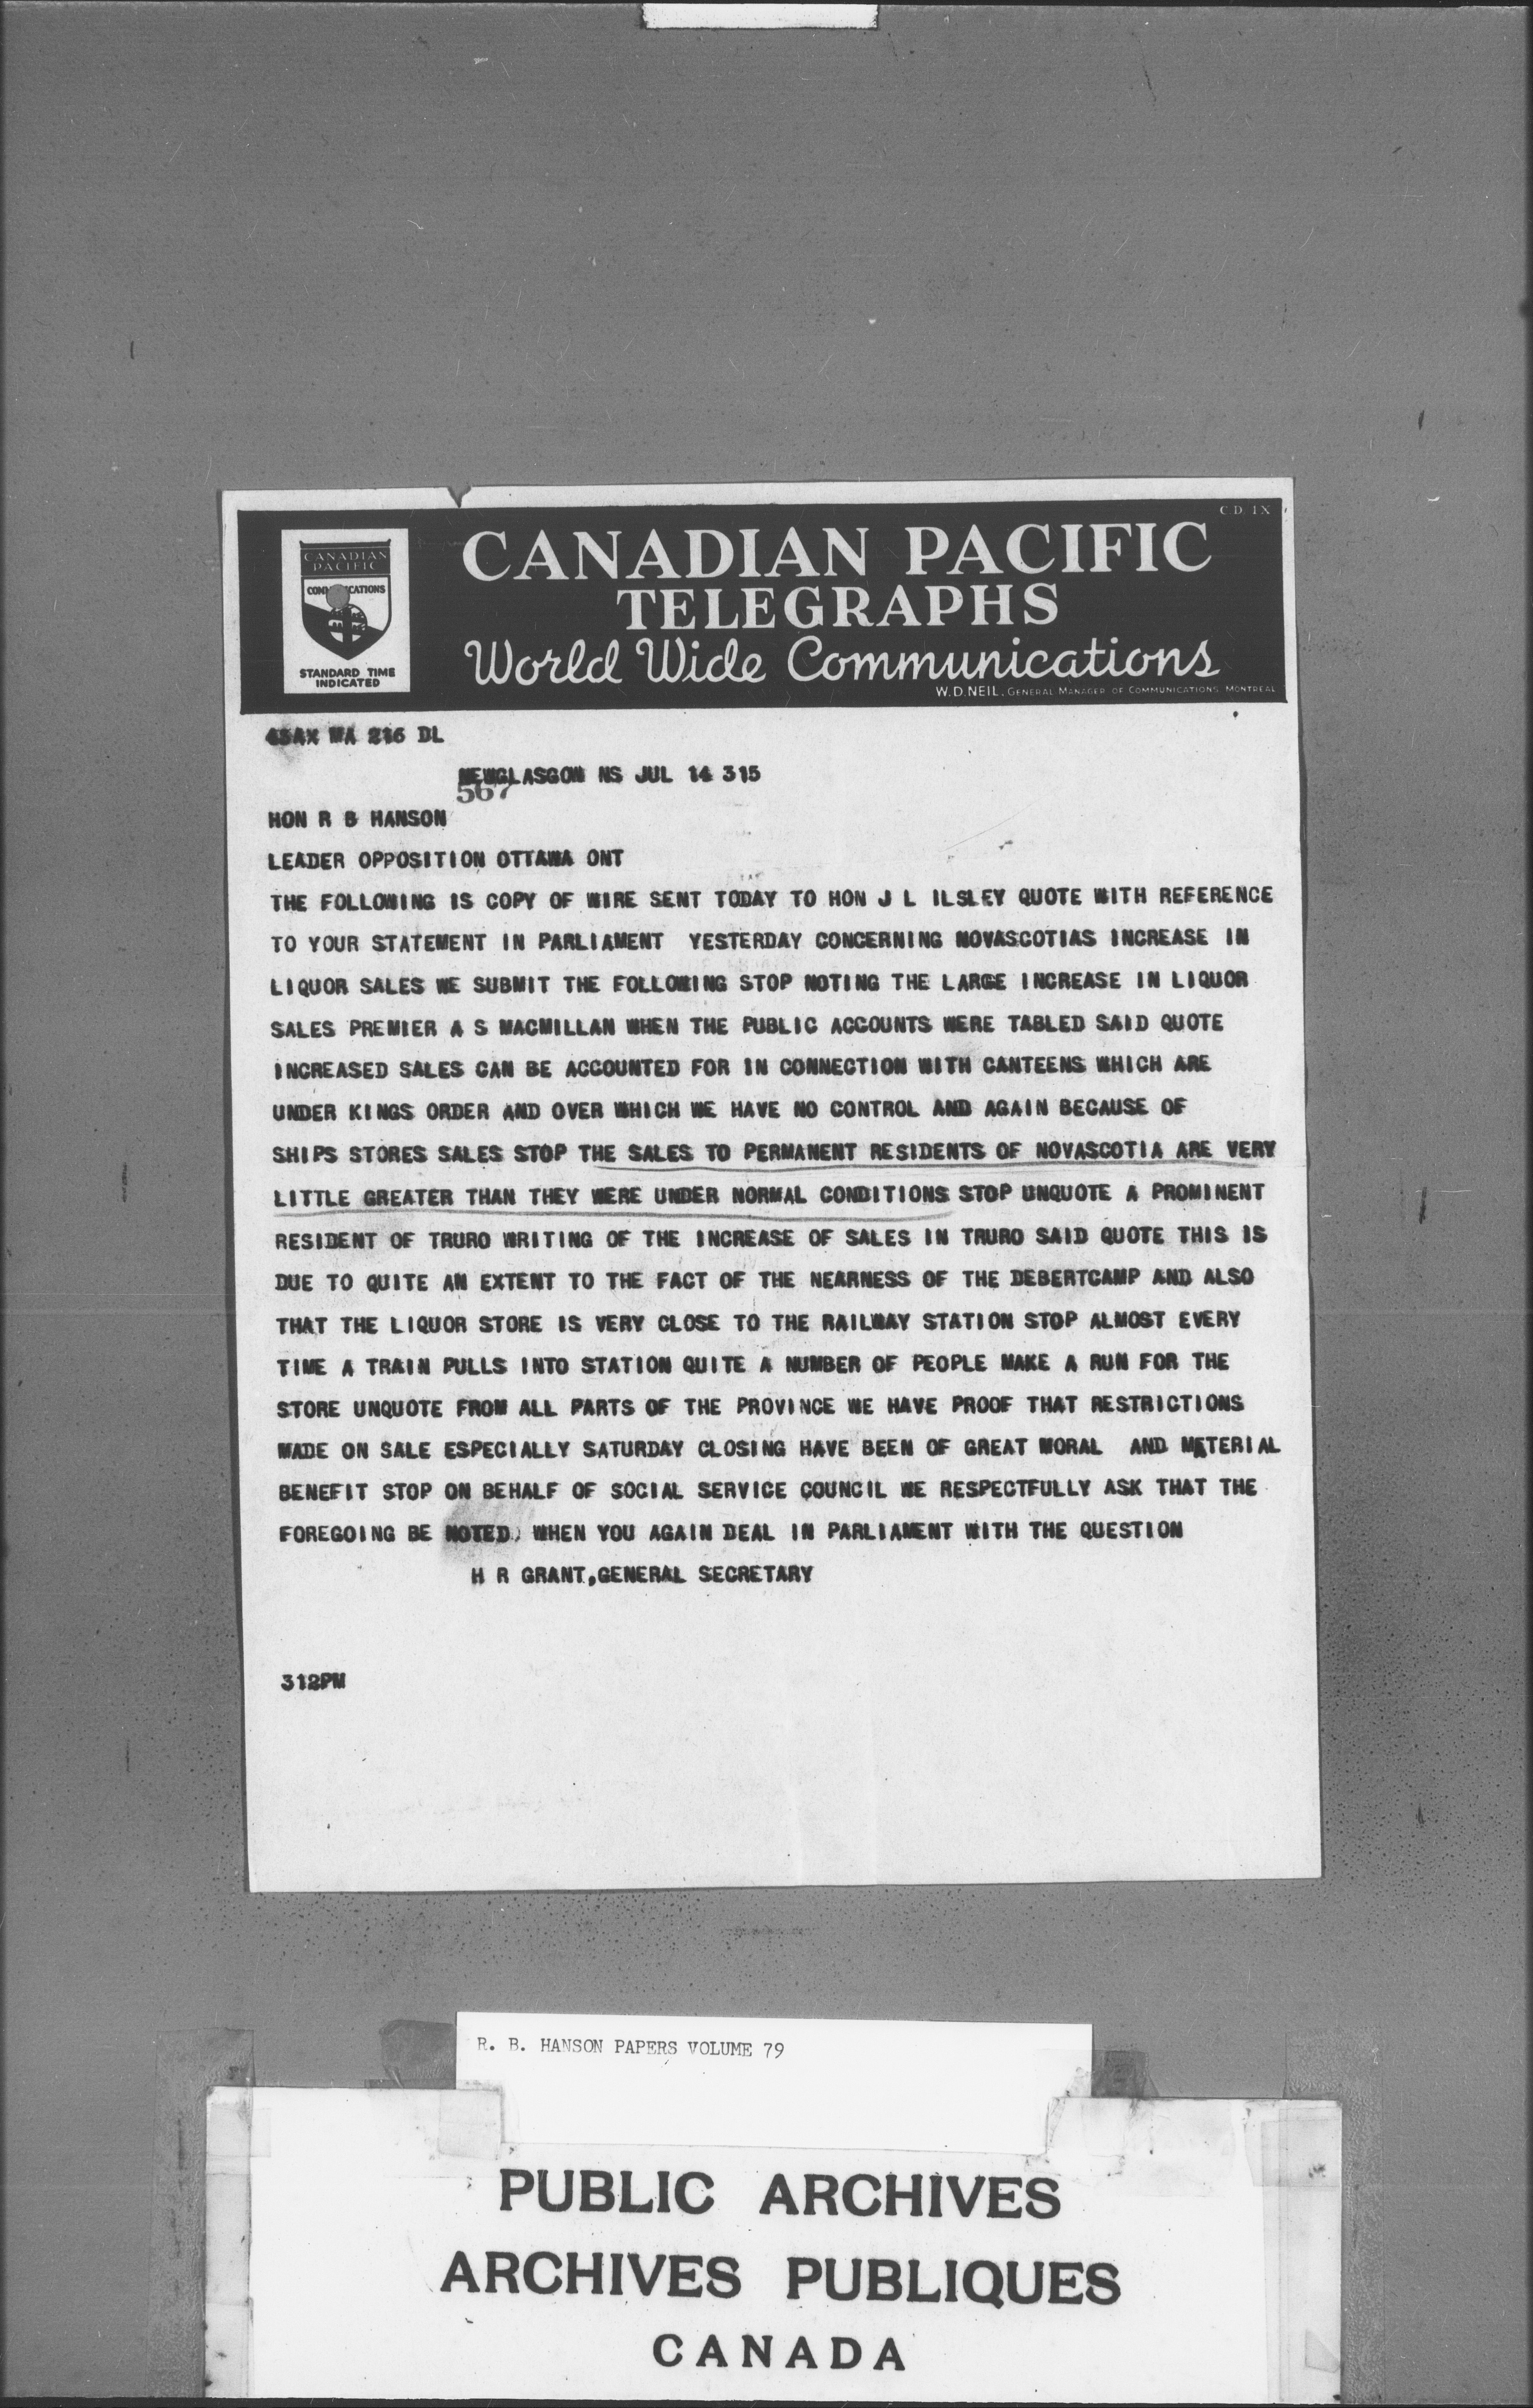 C.D. 1X
CANADIAN PACIFIC
TELEGRAPHS
World Wide Communications
W.D. NEIL, GENERAL MANAGER OF COMMUNICATIONS, MONTREAL
CANADIAN
PACIFIC
STANDARD TIME
INDICATED
WA 216 DL
NEWGLASGOW NS JUL 14 315
567
HON R B HANSON
LEADER OPPOSITION OTTAWA ONT
THE FOLLOWING IS COPY OF WIRE SENT TODAY TO HON J L ILSLEY QUOTE WITH REFERENCE
TO YOUR STATEMENT IN PARLIAMENT YESTERDAY CONCERNING NOVASCOTIAS INCREASE IN
LIQUOR SALES WE SUBMIT THE FOLLOWING STOP NOTING THE LARGE INCREASE IN LIQUOR
SALES PREMIER A S MACMILLAN WHEN THE PUBLIC ACCOUNTS WERE TABLED SAID QUOTE
INCREASED SALES CAN BE ACCOUNTED FOR IN CONNECTION WITH CANTEENS WHICH ARE
UNDER KINGS ORDER AND OVER WHICH WE HAVE NO CONTROL AND AGAIN BECAUSE OF
SHIPS STORES SALES STOP THE SALES TO PERMANENT RESIDENTS OF NOVASCOTIA ARE VERY
LITTLE GREATER THAN THEY WERE UNDER NORMAL CONDITIONS STOP UNQUOTE A PROMINENT
RESIDENT OF TRURO WRITING OF THE INCREASE OF SALES IN TRURO SAID QUOTE THIS IS
DUE TO QUITE AN EXTENT TO THE FACT OF THE NEARNESS OF THE DEBERTCAMP AND ALSO
THAT THE LIQUOR STORE IS VERY CLOSE TO THE RAILWAY STATION STOP ALMOST EVERY
TIME A TRAIN PULLS INTO STATION QUITE A NUMBER OF PEOPLE MAKE A RUN FOR THE
STORE UNQUOTE FROM ALL PARTS OF THE PROVINCE WE HAVE PROOF THAT RESTRICTIONS
MADE ON SALE ESPECIALLY SATURDAY CLOSING HAVE BEEN OF GREAT MORAL AND METERIAL
BENEFIT STOP ON BEHALF OF SOCIAL SERVICE COUNCIL WE RESPECTFULLY ASK THAT THE
FOREGOING BE NOTED WHEN YOU AGAIN DEAL IN PARLIAMENT WITH THE QUESTION
H R GRANT,GENERAL SECRETARY
312PM
R. B. HANSON PAPERS VOLUME 79
PUBLIC ARCHIVES
ARCHIVES PUBLIQUES
CANADA